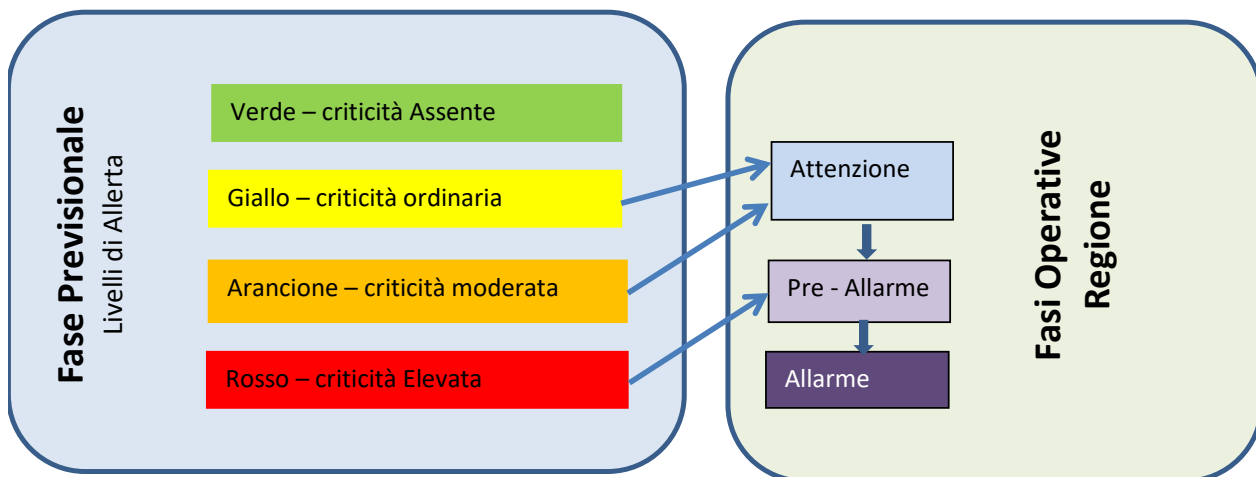 Fase Previsionale
Livelli di Allerta
Verde – criticità Assente
Giallo – criticità ordinaria
Arancione – criticità moderata
Rosso – criticità Elevata
Attenzione
Pre - Allarme
Allarme
Fasi Operative
Regione